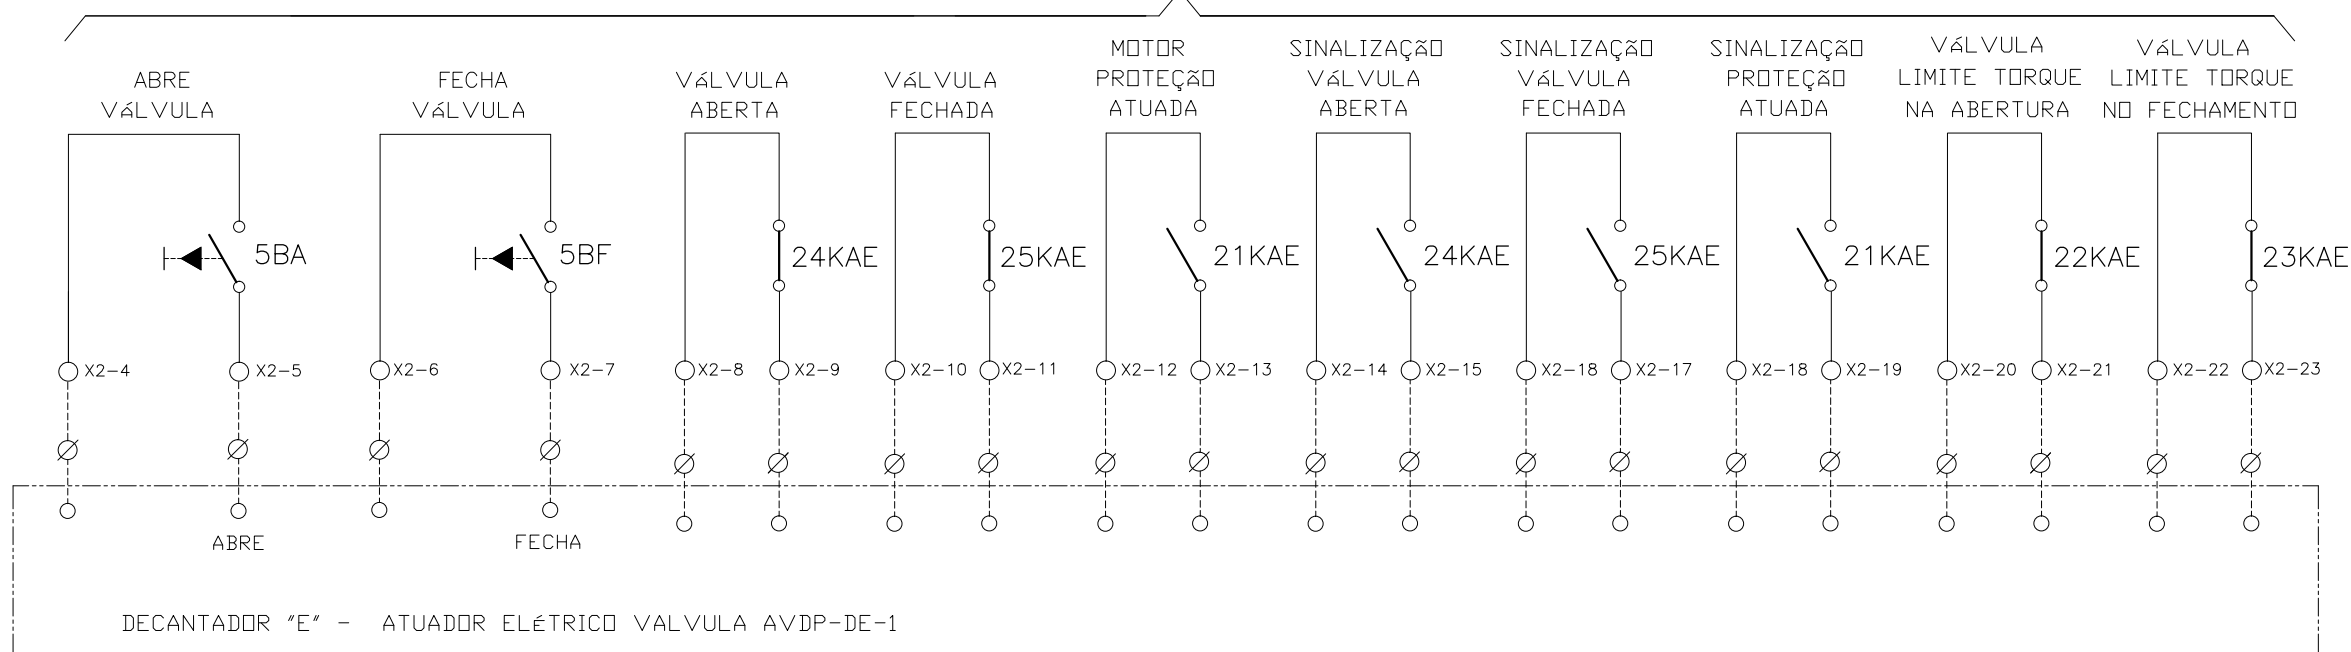 ABRE
VáLVULA
FECHA
VáLVULA
VáLVULA
ABERTA
VáLVULA
FECHADA
MOTOR
PROTEÇãO
ATUADA
SINALIZAÇãO
VáLVULA
ABERTA
SINALIZAÇãO
VáLVULA
FECHADA
SINALIZAÇãO
PROTEÇãO
ATUADA
VáLVULA
LIMITE TORQUE
NA ABERTURA
VáLVULA
LIMITE TORQUE
NO FECHAMENTO
5BA
5BF
24KAE
25KAE
21KAE
24KAE
25KAE
21KAE
22KAE
23KAE
X2-4
X2-5
X2-6
X2-7
X2-8
X2-9
X2-10
X2-11
X2-12
X2-13
X2-14
X2-15
X2-18
X2-17
X2-18
X2-19
X2-20
X2-21
X2-22
X2-23
ABRE
FECHA
DECANTADOR "E" - ATUADOR ELéTRICO VALVULA AVDP-DE-1